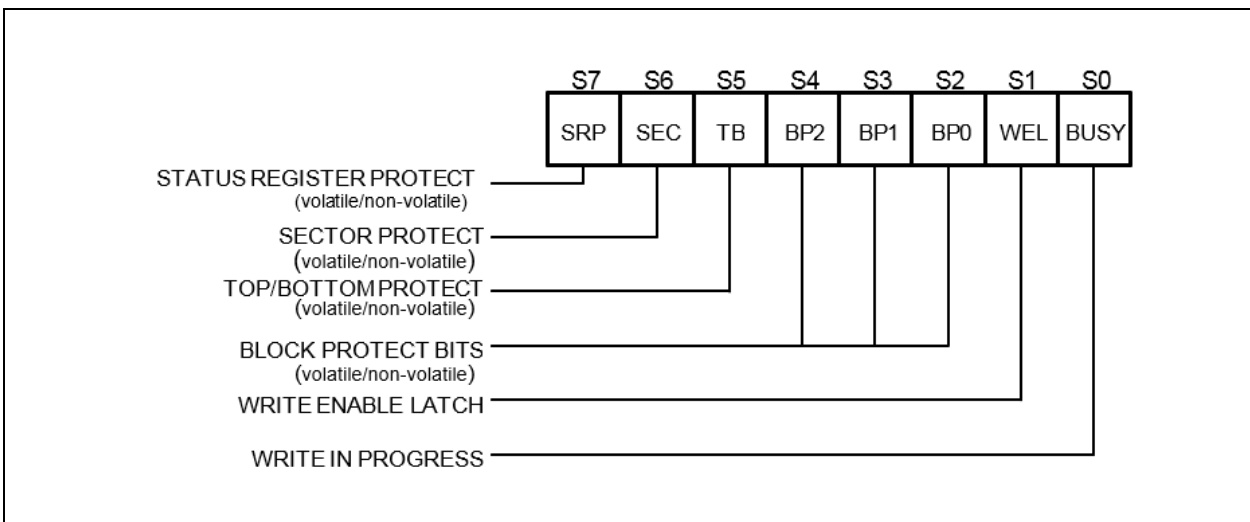 S7 S6 S5 S4 S3 S2 S1 S0
SRP SEC TB BP2 BP1 BP0 WEL BUSY
STATUS REGISTER PROTECT
(volatile/non-volatile)
SECTOR PROTECT
(volatile/non-volatile)
TOP/BOTTOM PROTECT
(volatile/non-volatile)
BLOCK PROTECT BITS
(volatile/non-volatile)
WRITE ENABLE LATCH
WRITE IN PROGRESS